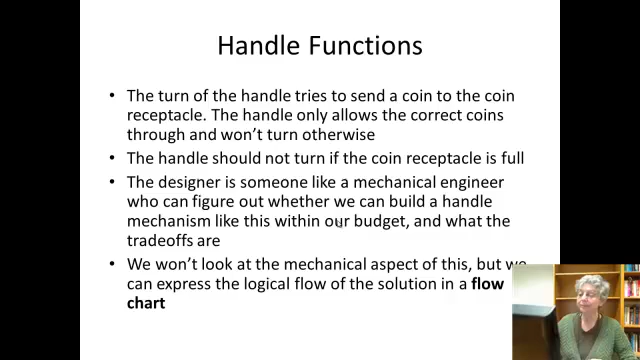 Handle Functions
• The turn of the handle tries to send a coin to the coin
receptacle. The handle only allows the correct coins
through and won't turn otherwise
• The handle should not turn if the coin receptacle is full
• The designer is someone like a mechanical engineer
who can figure out whether we can build a handle
mechanism like this within our budget, and what the
tradeoffs are
• We won't look at the mechanical aspect of this, but we
can express the logical flow of the solution in a flow
chart